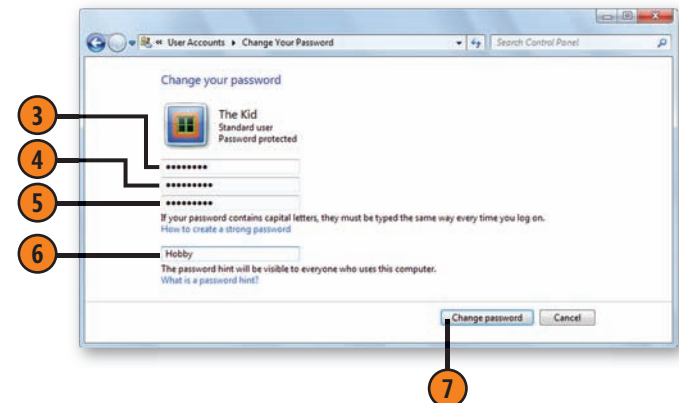 « User Accounts ▸ Change Your Password
Search Control Panel
Change your password
The Kid
Standard user
Password protected
3
••••••••
4
•••••••••
5
•••••••••
If your password contains capital letters, they must be typed the same way every time you log on.
How to create a strong password
6
Hobby
The password hint will be visible to everyone who uses this computer.
What is a password hint?
Change password
Cancel
7